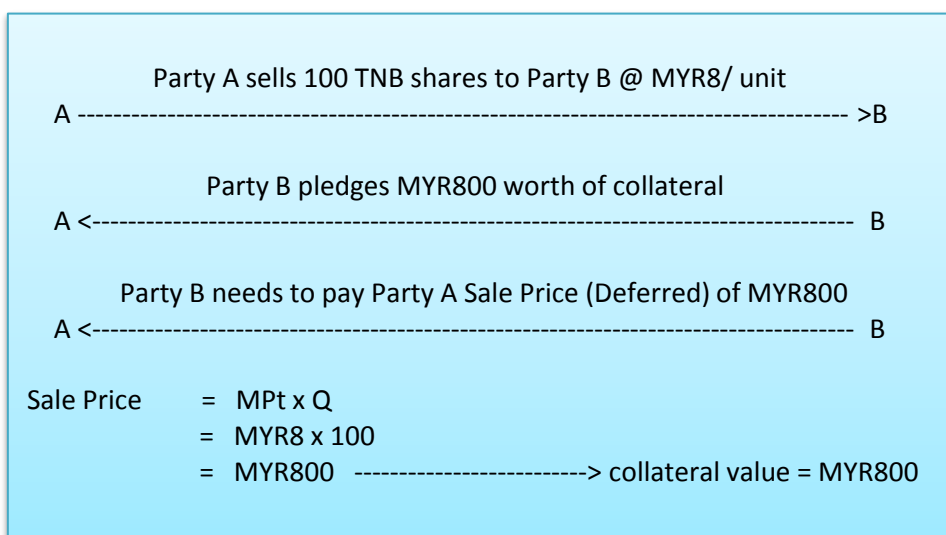 Party A sells 100 TNB shares to Party B @ MYR8/ unit
A ------------------------------------------------------------------------------------- >B
Party B pledges MYR800 worth of collateral
A <------------------------------------------------------------------------------------ B
Party B needs to pay Party A Sale Price (Deferred) of MYR800
A <------------------------------------------------------------------------------------ B
Sale Price = MPt x Q
= MYR8 x 100
= MYR800 --------------------------> collateral value = MYR800